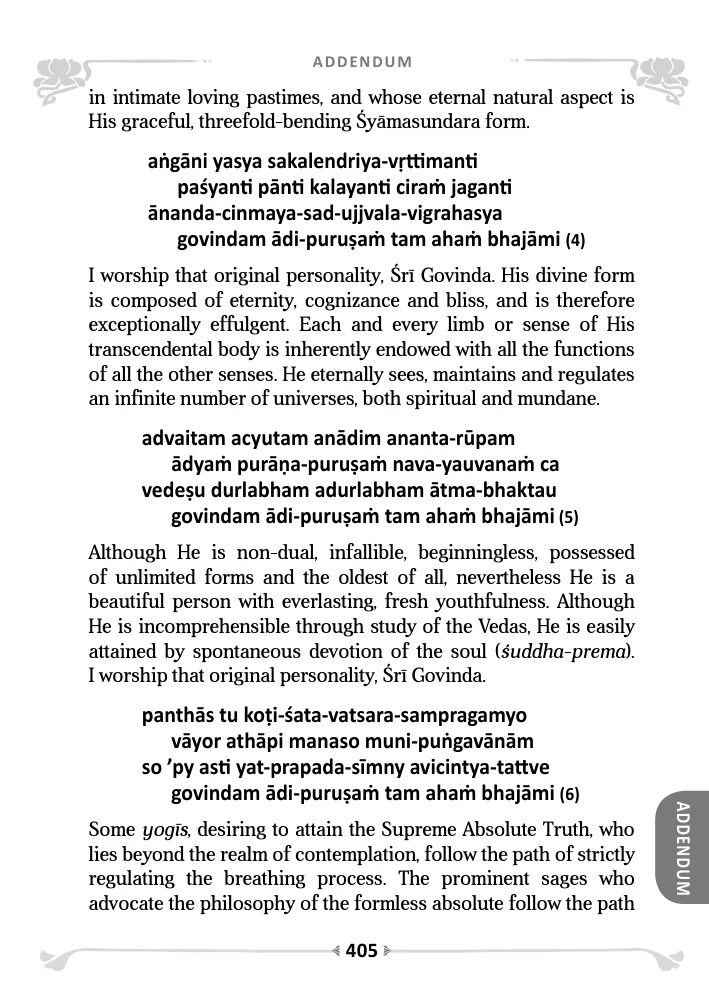 ADDENDUM
in intimate loving pastimes, and whose eternal natural aspect is
His graceful, threefold-bending Śyāmasundara form.
aṅgāni yasya sakalendriya-vṛttimanti
paśyanti pānti kalayanti ciraṁ jaganti
ānanda-cinmaya-sad-ujjvala-vigrahasya
govindam ādi-puruṣaṁ tam ahaṁ bhajāmi (4)
I worship that original personality, Śrī Govinda. His divine form
is composed of eternity, cognizance and bliss, and is therefore
exceptionally effulgent. Each and every limb or sense of His
transcendental body is inherently endowed with all the functions
of all the other senses. He eternally sees, maintains and regulates
an infinite number of universes, both spiritual and mundane.
advaitam acyutam anādim ananta-rūpam
ādyaṁ purāṇa-puruṣaṁ nava-yauvanaṁ ca
vedeṣu durlabham adurlabham ātma-bhaktau
govindam ādi-puruṣaṁ tam ahaṁ bhajāmi (5)
Although He is non-dual, infallible, beginningless, possessed
of unlimited forms and the oldest of all, nevertheless He is a
beautiful person with everlasting, fresh youthfulness. Although
He is incomprehensible through study of the Vedas, He is easily
attained by spontaneous devotion of the soul (śuddha-prema).
I worship that original personality, Śrī Govinda.
panthās tu koṭi-śata-vatsara-sampragamyo
vāyor athāpi manaso muni-puṅgavānām
so ’py asti yat-prapada-sīmny avicintya-tattve
govindam ādi-puruṣaṁ tam ahaṁ bhajāmi (6)
Some yogīs, desiring to attain the Supreme Absolute Truth, who
lies beyond the realm of contemplation, follow the path of strictly
regulating the breathing process. The prominent sages who
advocate the philosophy of the formless absolute follow the path
ADDENDUM
405